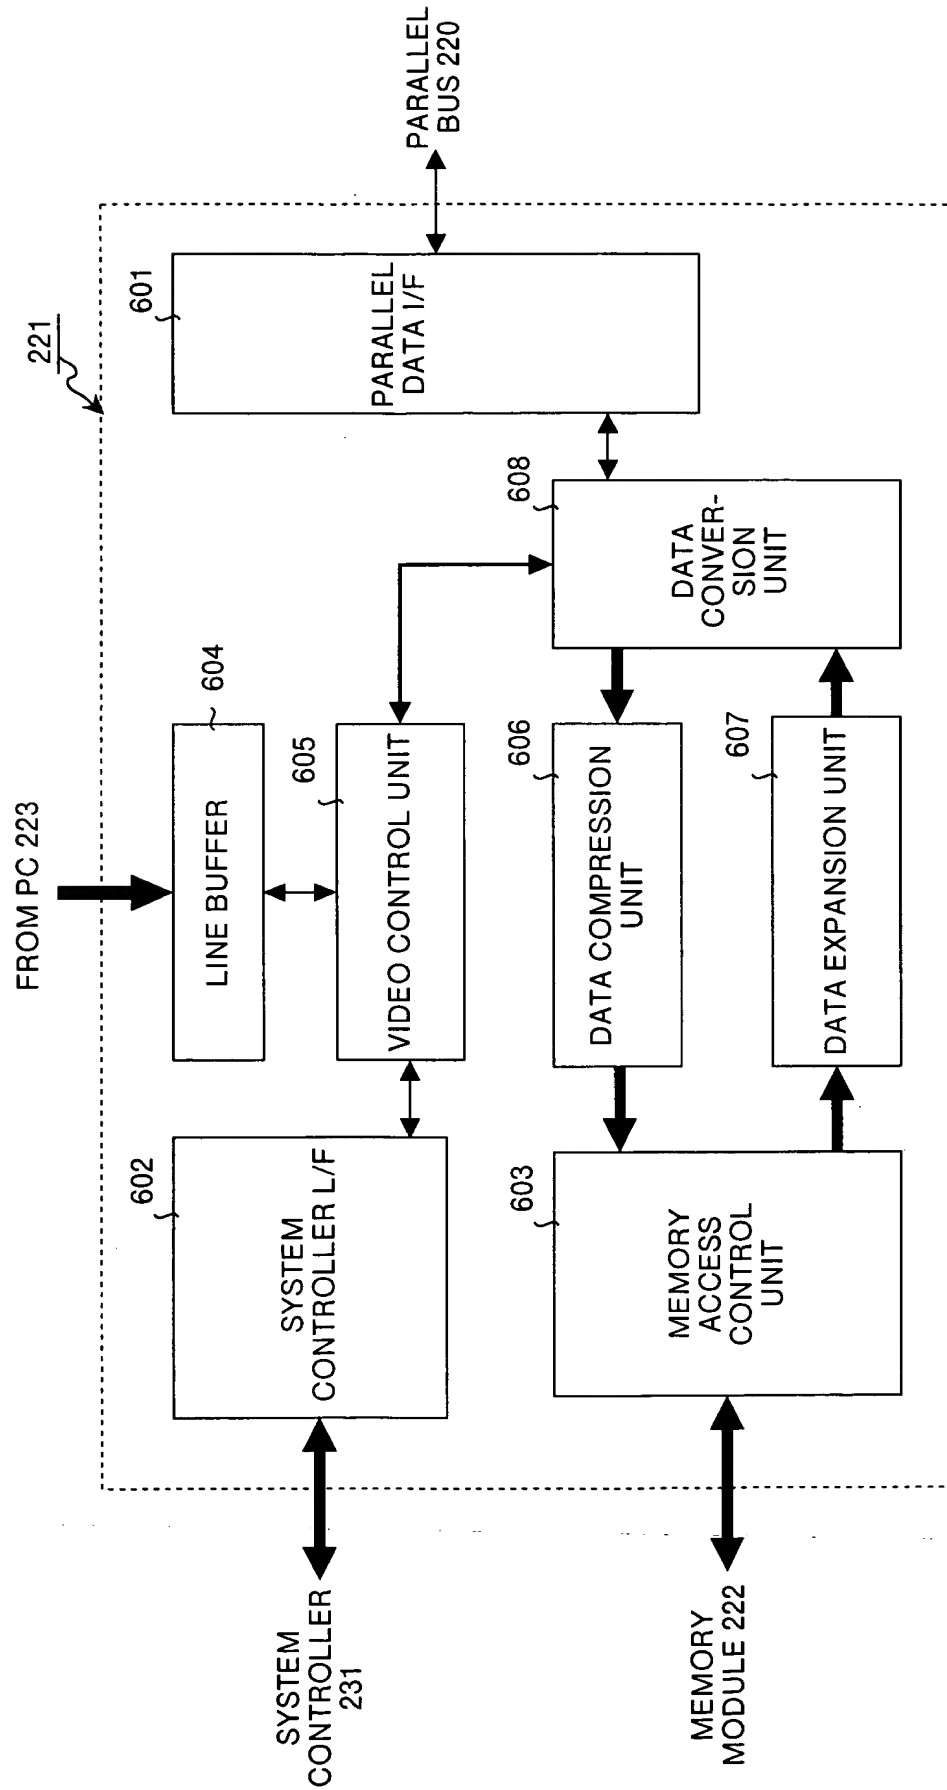 FROM PC 223
221
604
LINE BUFFER
601
PARALLEL
DATA I/F
PARALLEL
BUS 220
602
SYSTEM
CONTROLLER L/F
SYSTEM
CONTROLLER
231
605
VIDEO CONTROL UNIT
608
DATA
CONVER-
SION
UNIT
606
DATA COMPRESSION
UNIT
603
MEMORY
ACCESS
CONTROL
UNIT
607
DATA EXPANSION UNIT
MEMORY
MODULE 222